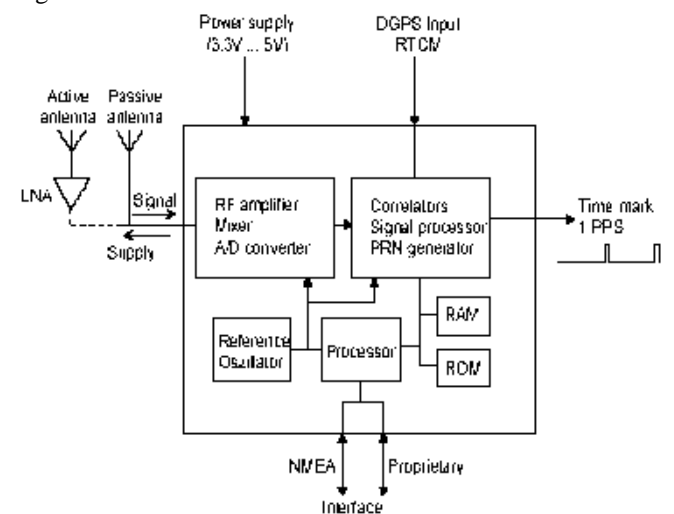 Power supply
(3.3V ... 5V)
DGPS Input
RTCM
Active
antenna
Passive
antenna
LNA
Signal
Supply
RF amplifier
Mixer
A/D converter
Correlators
Signal processor
PRN generator
Time mark
1 PPS
Reference
Oszillator
Processor
RAM
ROM
NMEA
Proprietary
Interface